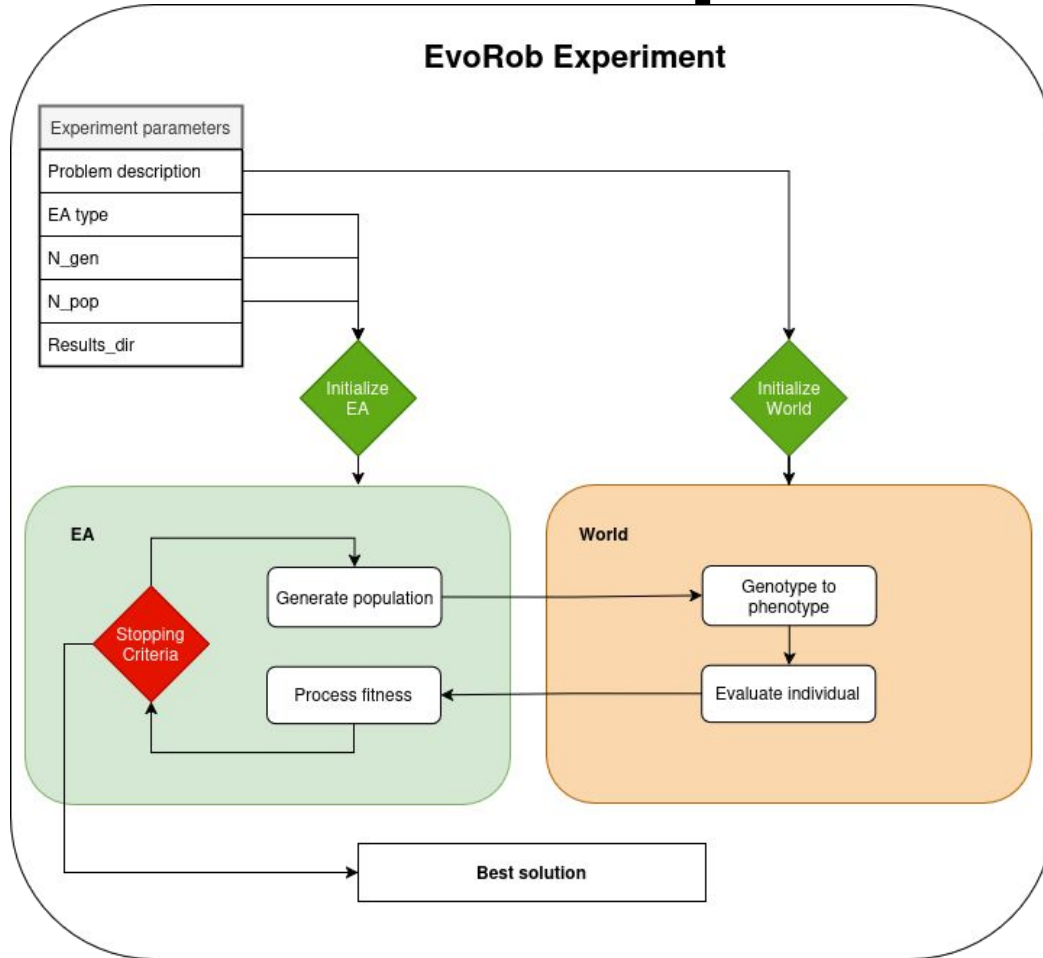 EvoRob Experiment
Experiment parameters
Problem description
EA type
N_gen
N_pop
Results_dir
Initialize
EA
Initialize
World
EA
World
Generate population
Genotype to
phenotype
Stopping
Criteria
Process fitness
Evaluate individual
Best solution